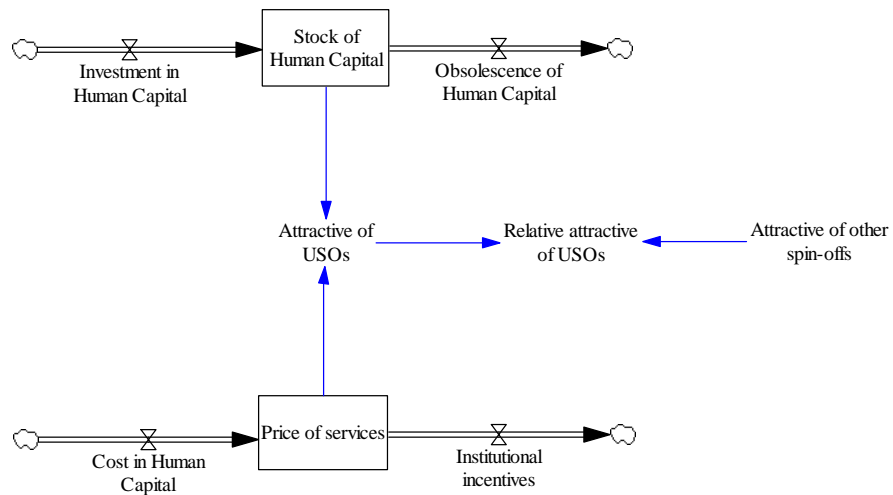 Stock of
Human Capital
Investment in
Human Capital
Obsolescence of
Human Capital
Attractive of
USOs
Relative attractive
of USOs
Attractive of other
spin-offs
Price of services
Cost in Human
Capital
Institutional
incentives